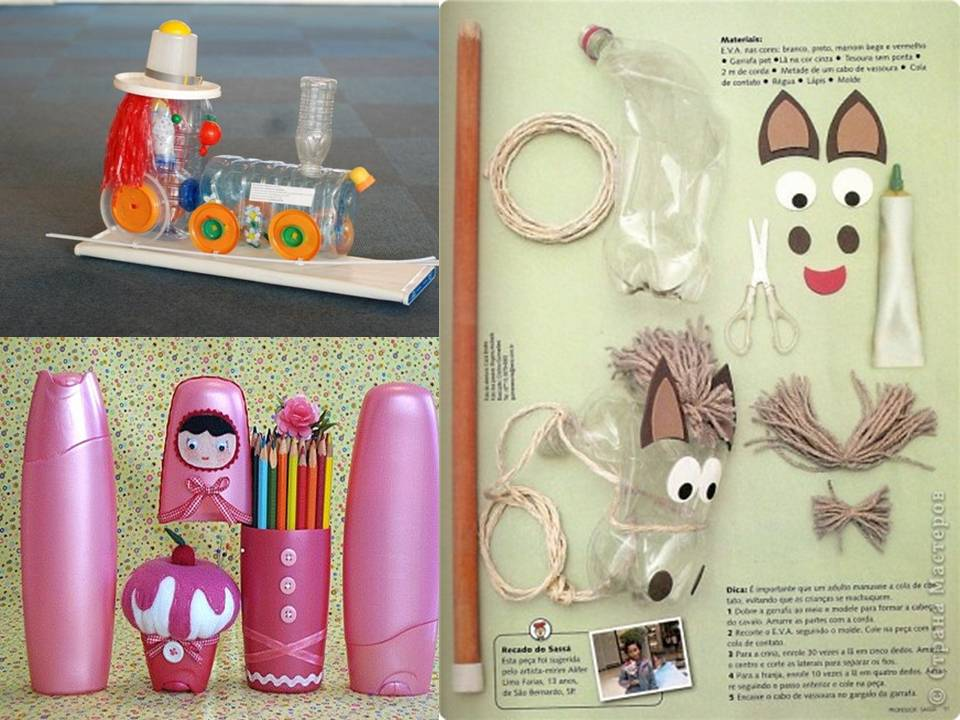 Materiais:
E.V.A. nas cores: branco, preto, marrom bege e vermelho
• Garrafa pet • Lã na cor cinza • Tesoura sem ponta •
2 m de corda • Metade de um cabo de vassoura • Cola
de contato • Régua • Lápis • Molde
Dica: É importante que um adulto manuseie a cola de con
tato, evitando que as crianças se machuquem.
1 Dobre a garrafa ao meio e modele para formar a cabeça
do cavalo. Amarre as partes com a corda.
2 Recorte o E.V.A. seguindo o molde. Cole na peça com a
cola de contato.
3 Para a crina, enrole 30 vezes a lã em cinco dedos. Amar
o centro e corte as laterais para separar os fios.
4 Para a franja, enrole 10 vezes a lã em quatro dedos. Ama
re seguindo o passo anterior e cole na peça.
5 Encaixe o cabo de vassoura no gargalo da garrafa.
Recado do Sassá
Esta peça foi sugerida
pelo artista-mirim
Lima Farias, 13 anos,
de São Bernardo, SP.
PROFESSOR SASSÁ
© Страна Мастеров